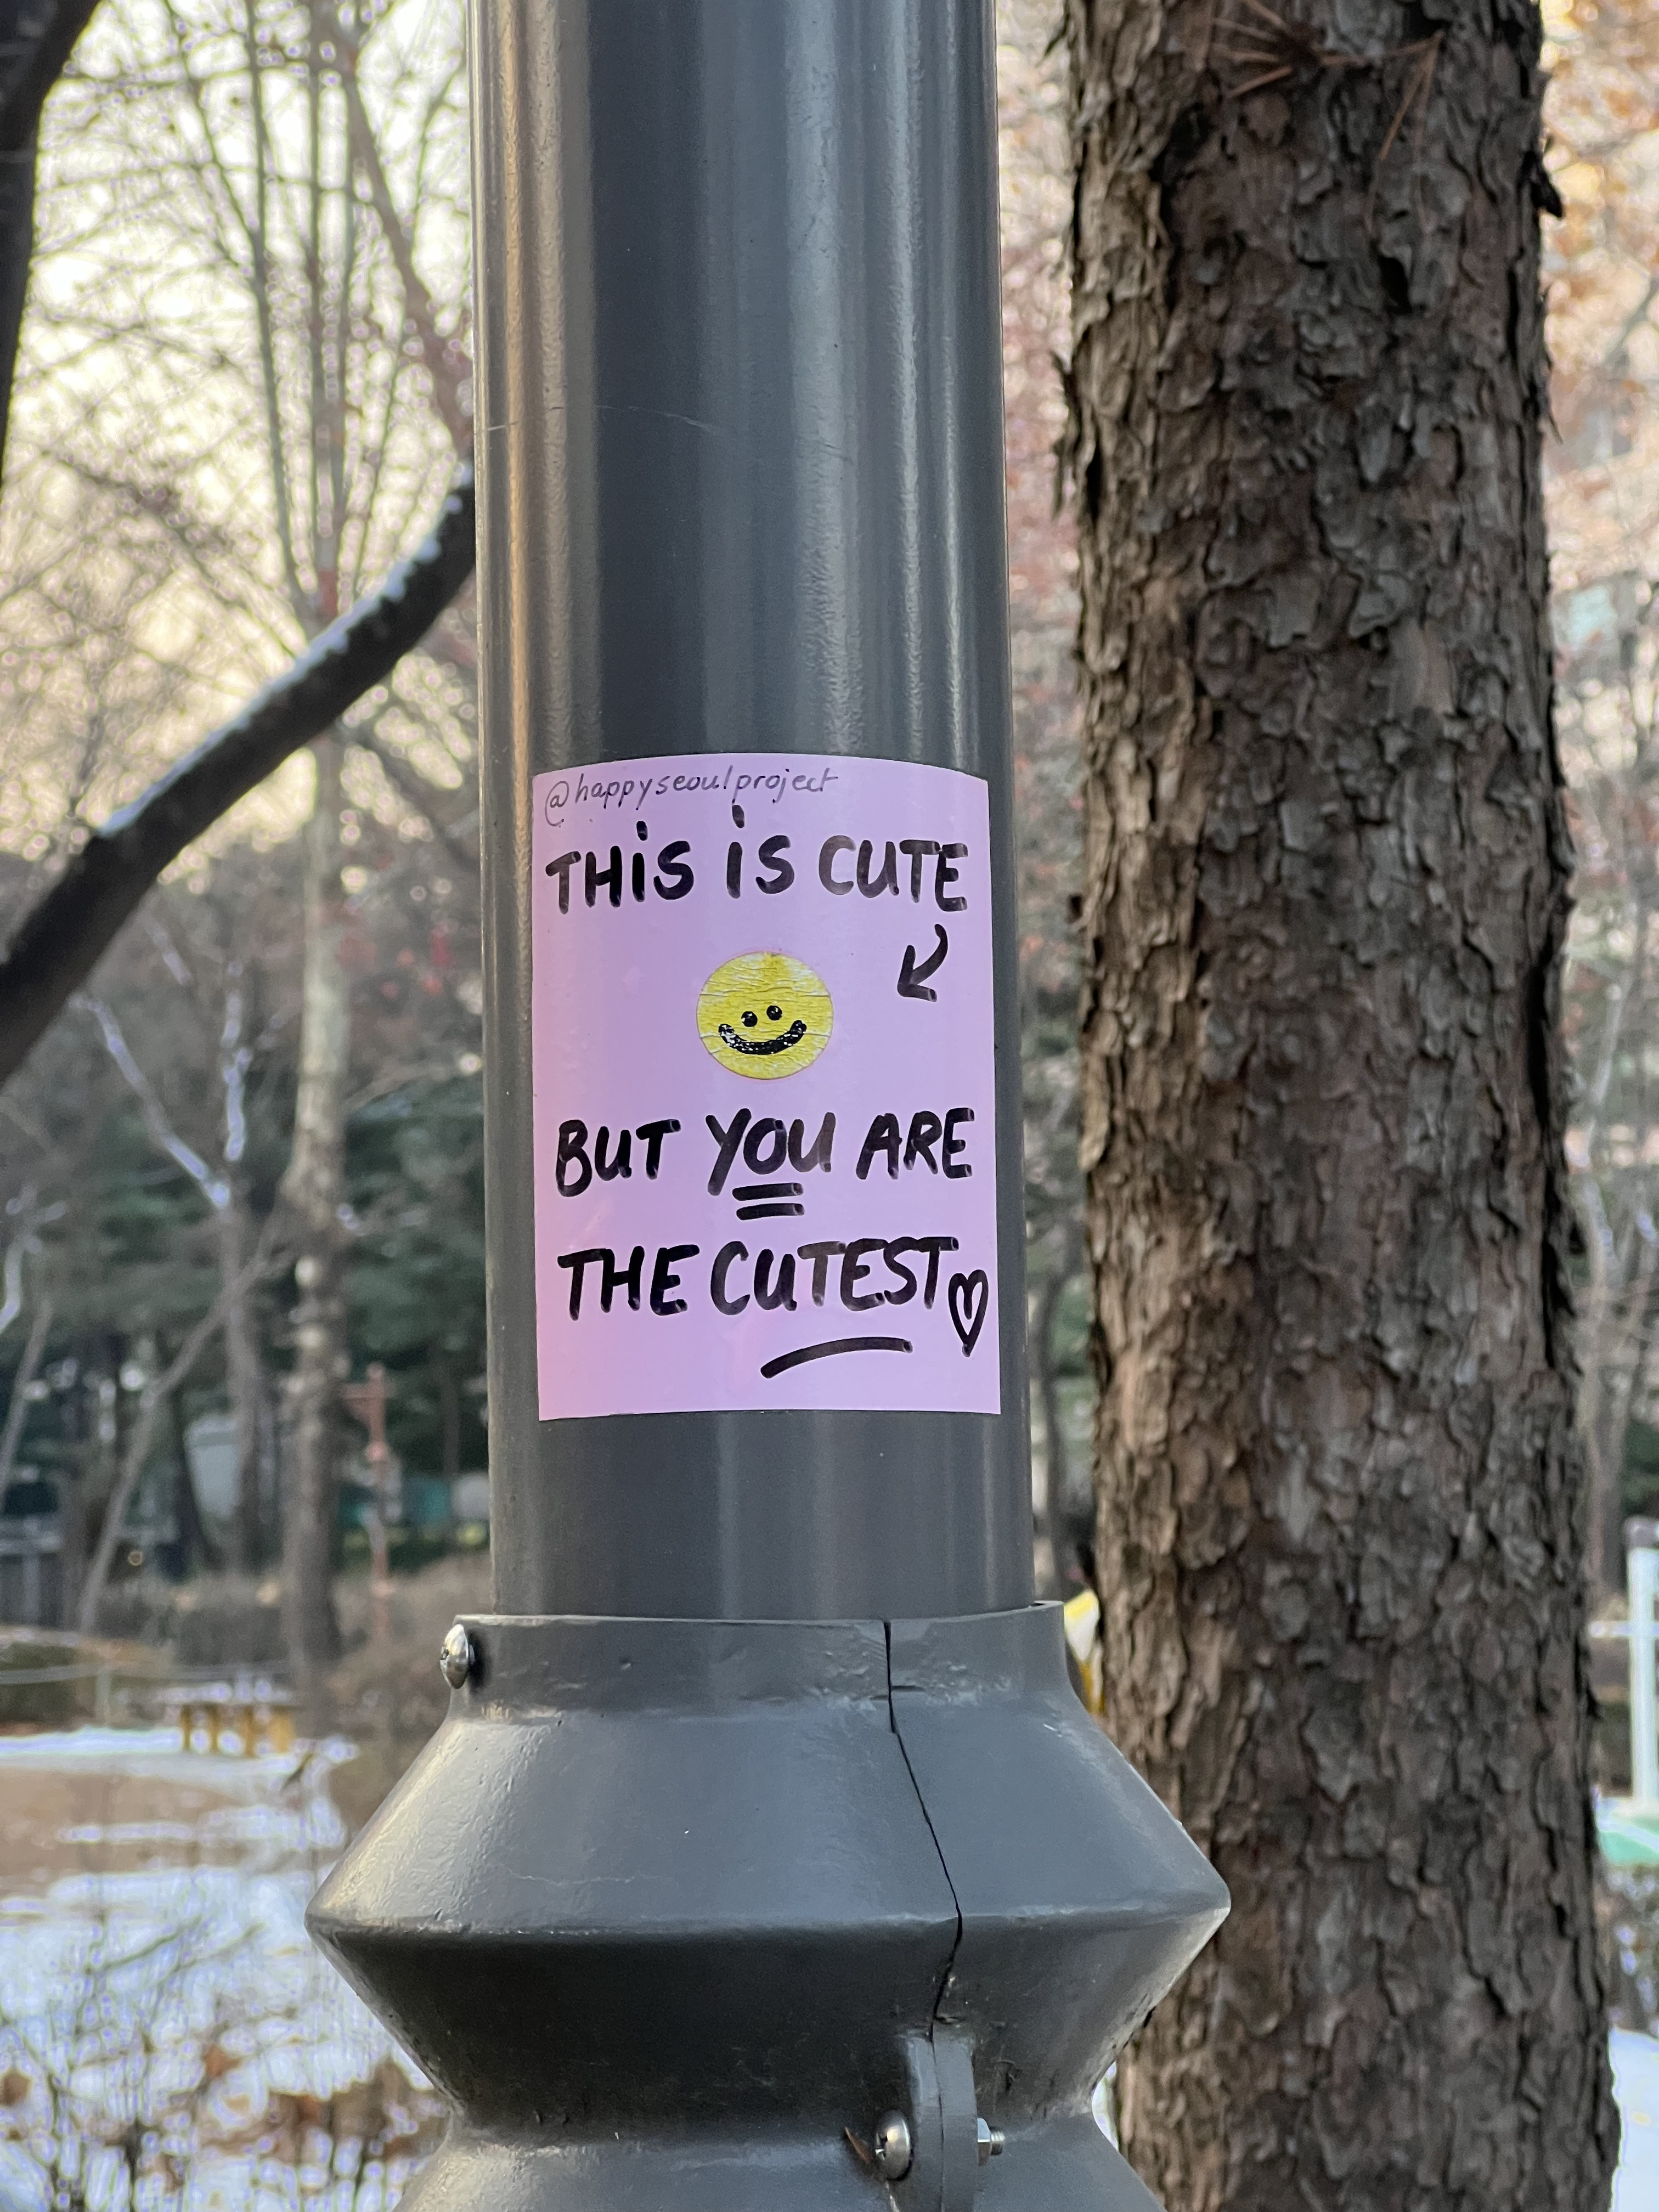 @happyseoulproject
THiS iS CUTE
BUT YOU ARE
THE CUTEST